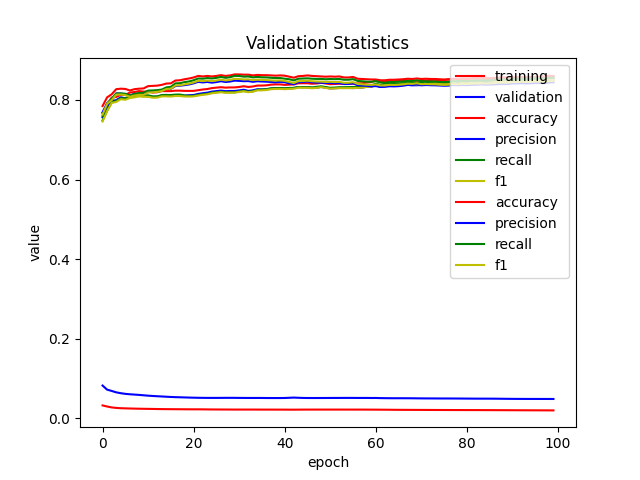 Validation Statistics
value
0.8
0.6
0.4
0.2
0.0
training
validation
accuracy
precision
recall
f1
accuracy
precision
recall
f1
0 20 40 60 80 100
epoch